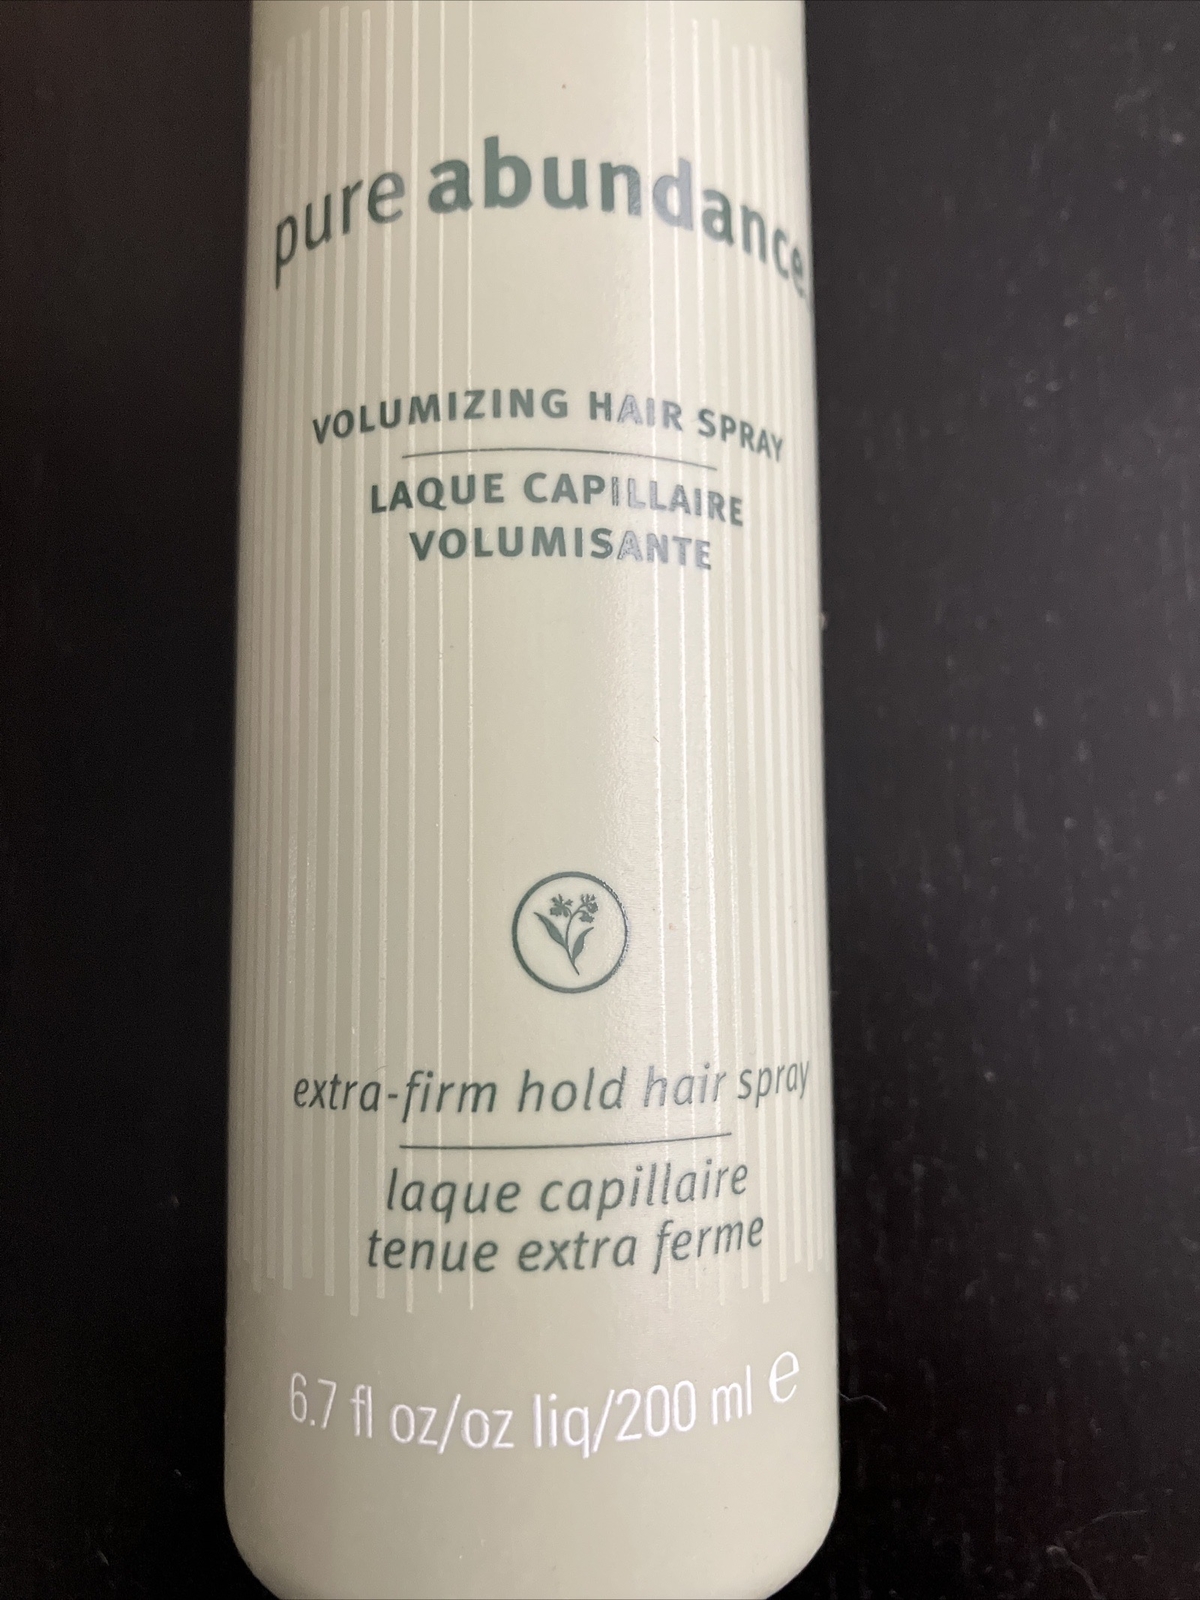 pure abundance
VOLUMIZING HAIR SPRAY
LAQUE CAPILLAIRE
VOLUMISANTE
extra-firm hold hair spray
laque capillaire
tenue extra ferme
6.7 fl oz/oz liq/200 ml e